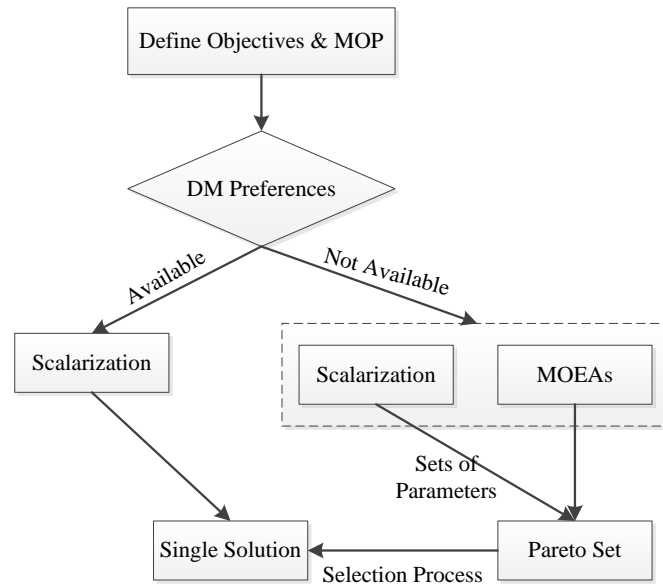 Define Objectives & MOP
DM Preferences
Available
Not Available
Scalarization
Scalarization
MOEAs
Sets of
Parameters
Single Solution
Pareto Set
Selection Process